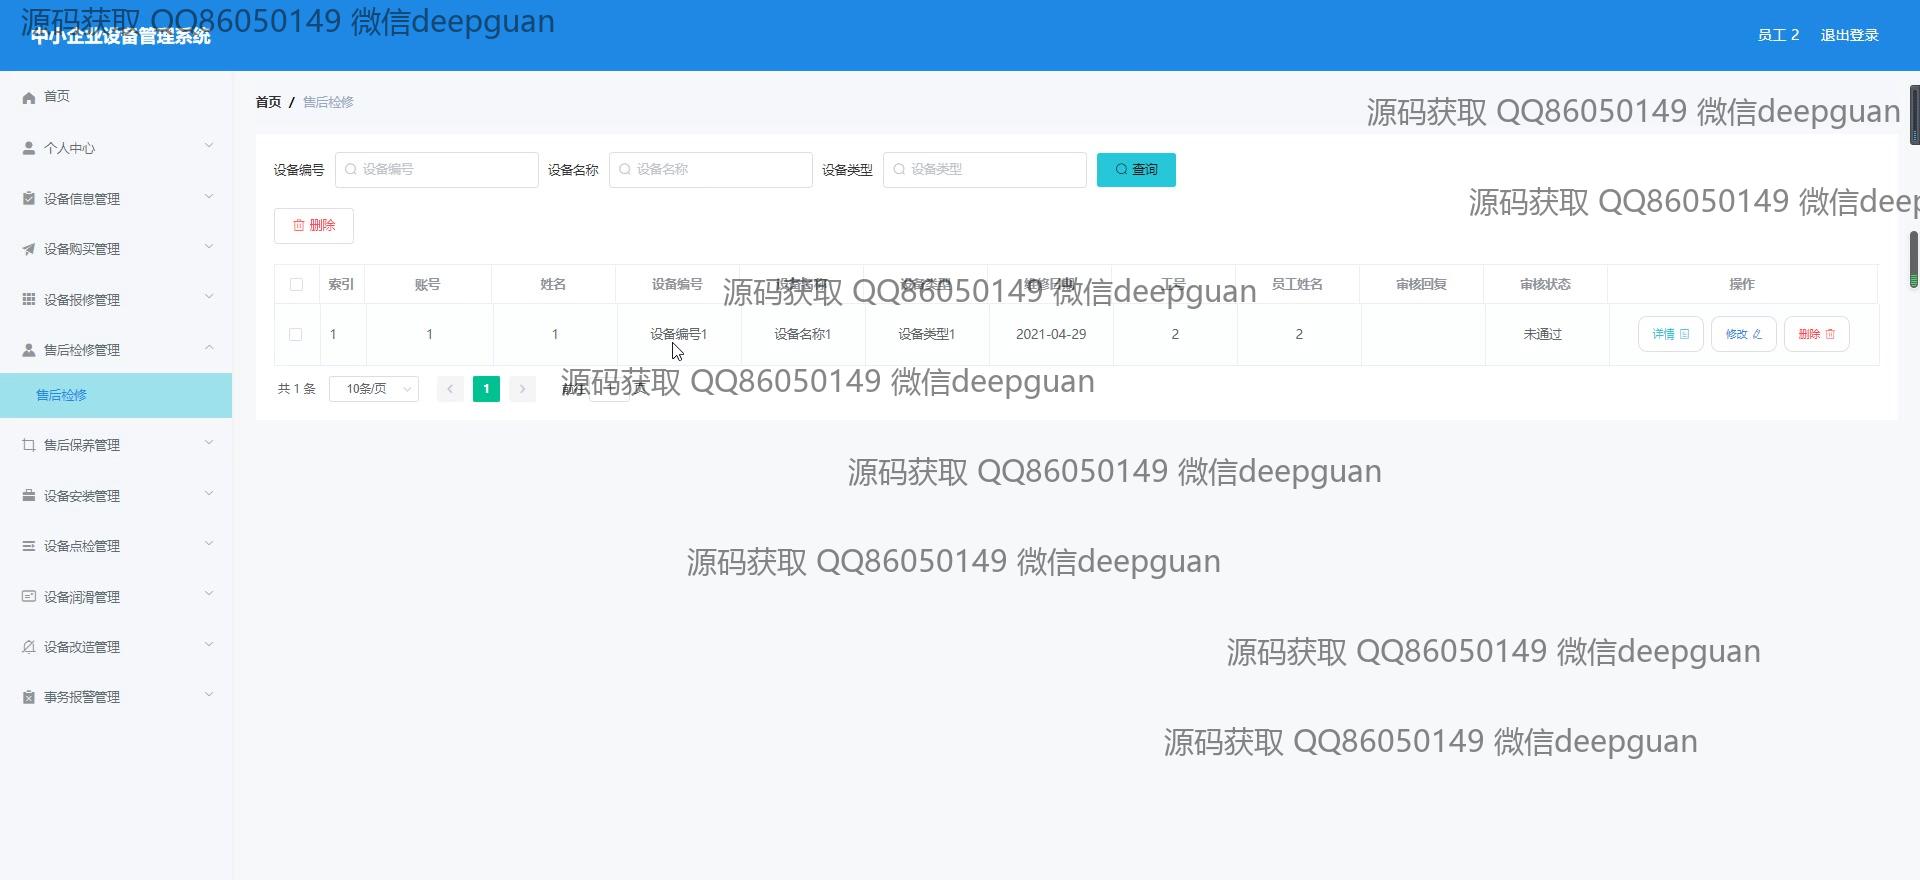 源码获取 QQ86050149 微信deepguan
中小企业设备管理系统
员工 2 退出登录
首页
个人中心
设备信息管理
设备购买管理
设备报修管理
售后检修管理
售后检修
售后保养管理
设备安装管理
设备点检管理
设备润滑管理
设备改造管理
事务报警管理
首页 / 售后检修
源码获取 QQ86050149 微信deepguan
设备编号 设备编号 设备名称 设备名称 设备类型 设备类型 查询
源码获取 QQ86050149 微信deep
删除
索引 账号 姓名 设备编号 设备名称 设备类型 维修日期 工号 员工姓名 审核回复 审核状态 操作
源码获取 QQ86050149 微信deepguan
1 1 1 设备编号1 设备名称1 设备类型1 2021-04-29 2 2 未通过 详情 修改 删除
共 1 条 10条/页 1 前往 1 页
源码获取 QQ86050149 微信deepguan
源码获取 QQ86050149 微信deepguan
源码获取 QQ86050149 微信deepguan
源码获取 QQ86050149 微信deepguan
源码获取 QQ86050149 微信deepguan